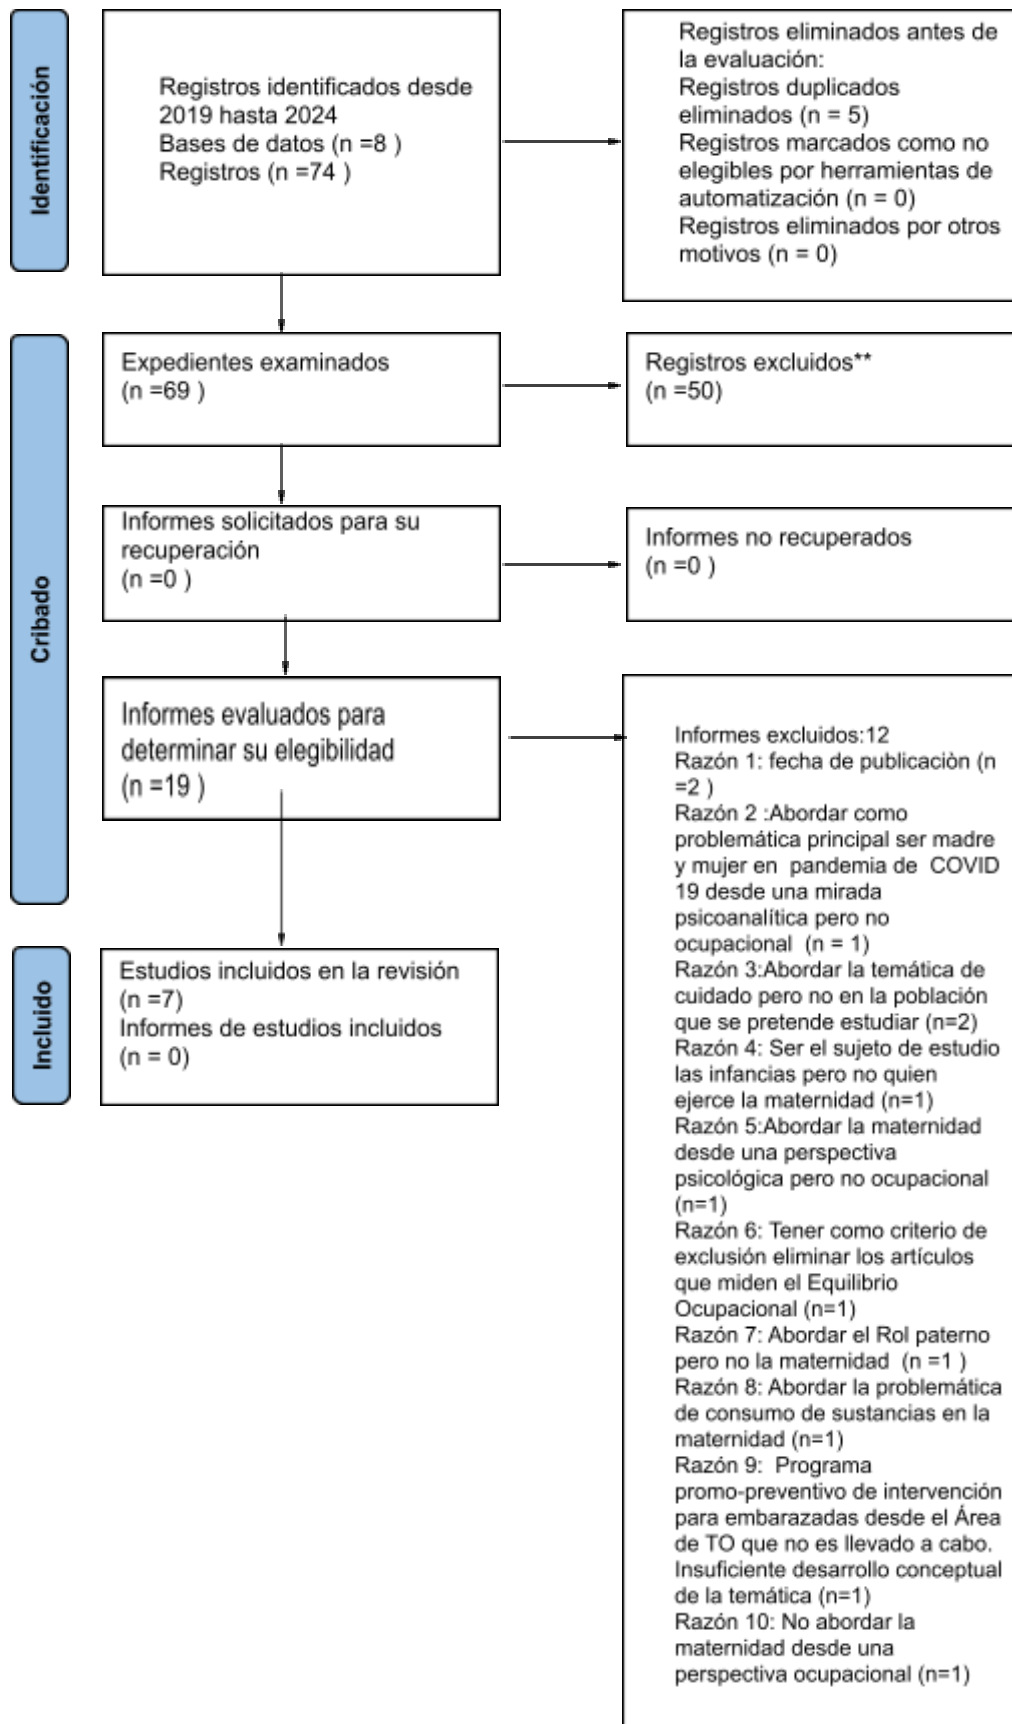 Identificación
Registros identificados desde
2019 hasta 2024
Bases de datos (n =8 )
Registros (n =74 )
Registros eliminados antes de
la evaluación:
Registros duplicados
eliminados (n = 5)
Registros marcados como no
elegibles por herramientas de
automatización (n = 0)
Registros eliminados por otros
motivos (n = 0)
Cribado
Expedientes examinados
(n =69 )
Registros excluidos**
(n =50)
Informes solicitados para su
recuperación
(n =0 )
Informes no recuperados
(n =0 )
Informes evaluados para
determinar su elegibilidad
(n =19 )
Informes excluidos:12
Razón 1: fecha de publicaciòn (n
=2 )
Razón 2 :Abordar como
problemática principal ser madre
y mujer en  pandemia de  COVID
19 desde una mirada
psicoanalítica pero no
ocupacional  (n = 1)
Razón 3:Abordar la temática de
cuidado pero no en la población
que se pretende estudiar (n=2)
Razón 4: Ser el sujeto de estudio
las infancias pero no quien
ejerce la maternidad (n=1)
Razón 5:Abordar la maternidad
desde una perspectiva
psicológica pero no ocupacional
(n=1)
Razón 6: Tener como criterio de
exclusión eliminar los artículos
que miden el Equilibrio
Ocupacional (n=1)
Razón 7: Abordar el Rol paterno
pero no la maternidad  (n =1 )
Razón 8: Abordar la problemática
de consumo de sustancias en la
maternidad (n=1)
Razón 9:  Programa
promo-preventivo de intervención
para embarazadas desde el Área
de TO que no es llevado a cabo.
Insuficiente desarrollo conceptual
de la temática (n=1)
Razón 10: No abordar la
maternidad desde una
perspectiva ocupacional (n=1)
Incluido
Estudios incluidos en la revisión
(n =7)
Informes de estudios incluidos
(n = 0)